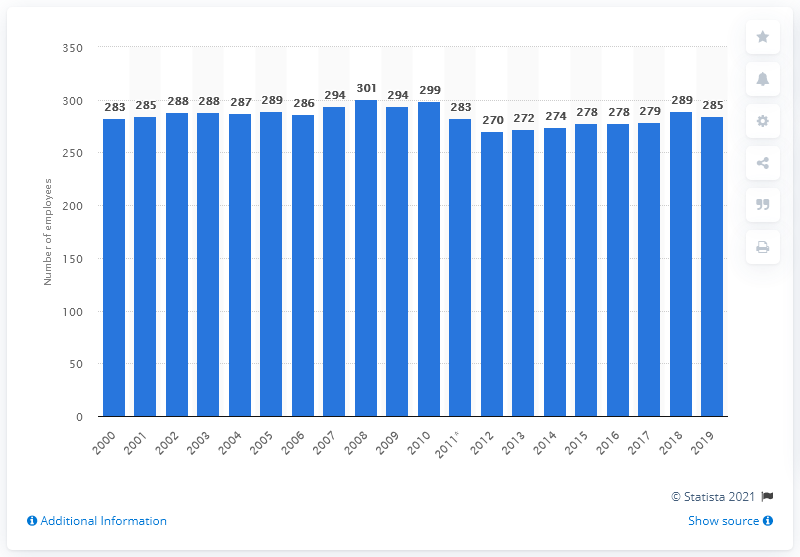 Number of employees
350
300
250
200
150
100
50
0
283 285 288 288 287 289 286 294 301 294 299 283 270 272 274 278 278 279 289 285
2000 2001 2002 2003 2004 2005 2006 2007 2008 2009 2010 2011^ 2012 2013 2014 2015 2016 2017 2018 2019
© Statista 2021
Additional Information
Show source